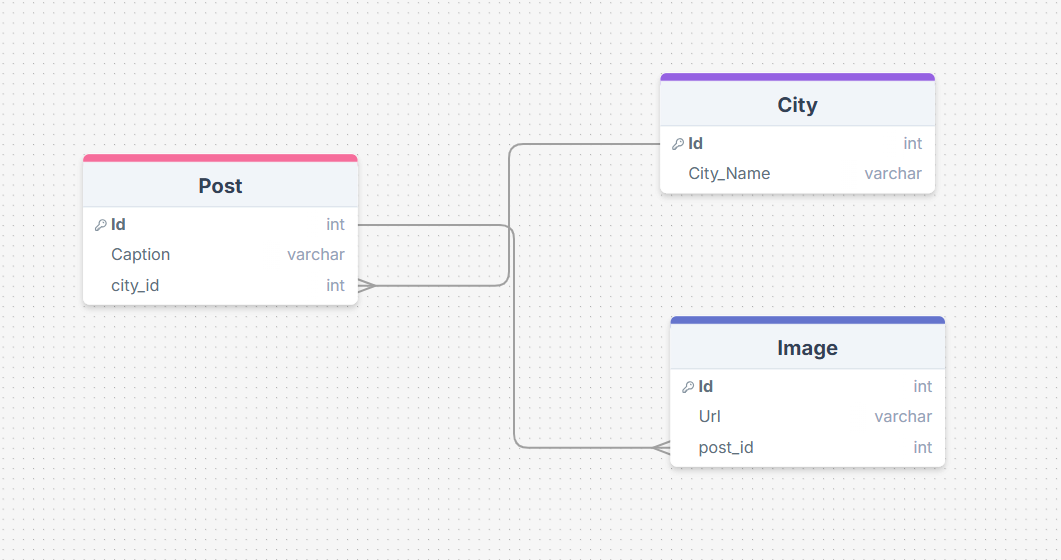 Post
Id int
Caption varchar
city_id int
City
Id int
City_Name varchar
Image
Id int
Url varchar
post_id int